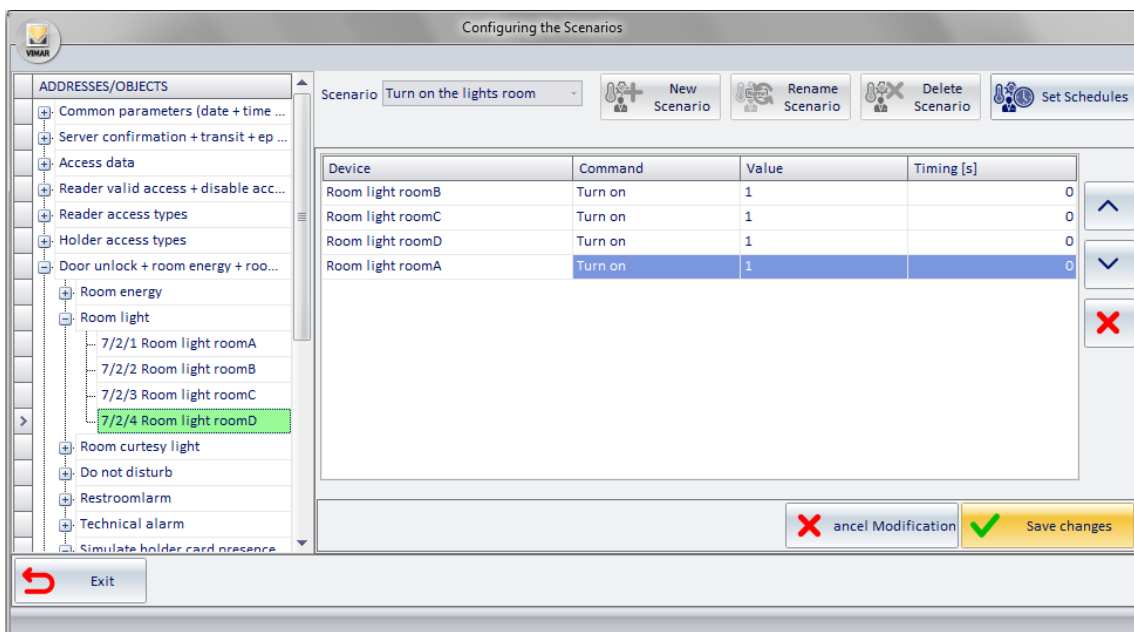 Configuring the Scenarios
VIMAR
ADDRESSES/OBJECTS
Common parameters (date + time ...
Server confirmation + transit + ep ...
Access data
Reader valid access + disable acc...
Reader access types
Holder access types
Door unlock + room energy + roo...
Room energy
Room light
7/2/1 Room light roomA
7/2/2 Room light roomB
7/2/3 Room light roomC
7/2/4 Room light roomD
Room curtesy light
Do not disturb
Restroomlarm
Technical alarm
Simulate holder card presence
Scenario Turn on the lights room
New
Scenario
Rename
Scenario
Delete
Scenario
Set Schedules
Device Command Value Timing [s]
Room light roomB Turn on 1 0
Room light roomC Turn on 1 0
Room light roomD Turn on 1 0
Room light roomA Turn on 1 0
ancel Modification
Save changes
Exit